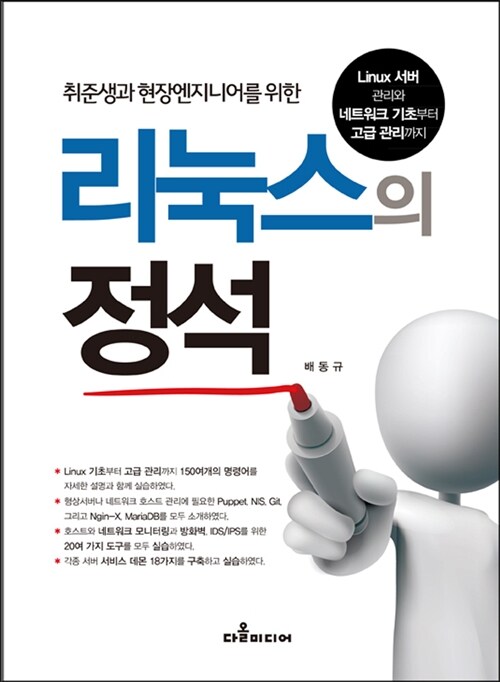 취준생과 현장엔지니어를 위한
Linux 서버
관리와
네트워크 기초부터
고급 관리까지
리눅스의
정석
배동규
* Linux 기초부터 고급 관리까지 150여개의 명령어를
자세한 설명과 함께 실습하였다.
* 형상서버나 네트워크 호스트 관리에 필요한 Puppet, NIS, Git,
그리고 Ngin-X, MariaDB를 모두 소개하였다.
* 호스트와 네트워크 모니터링과 방화벽, IDS/IPS를 위한
20여 가지 도구를 모두 실습하였다.
* 각종 서버 서비스 데몬 18가지를 구축하고 실습하였다.
다올미디어